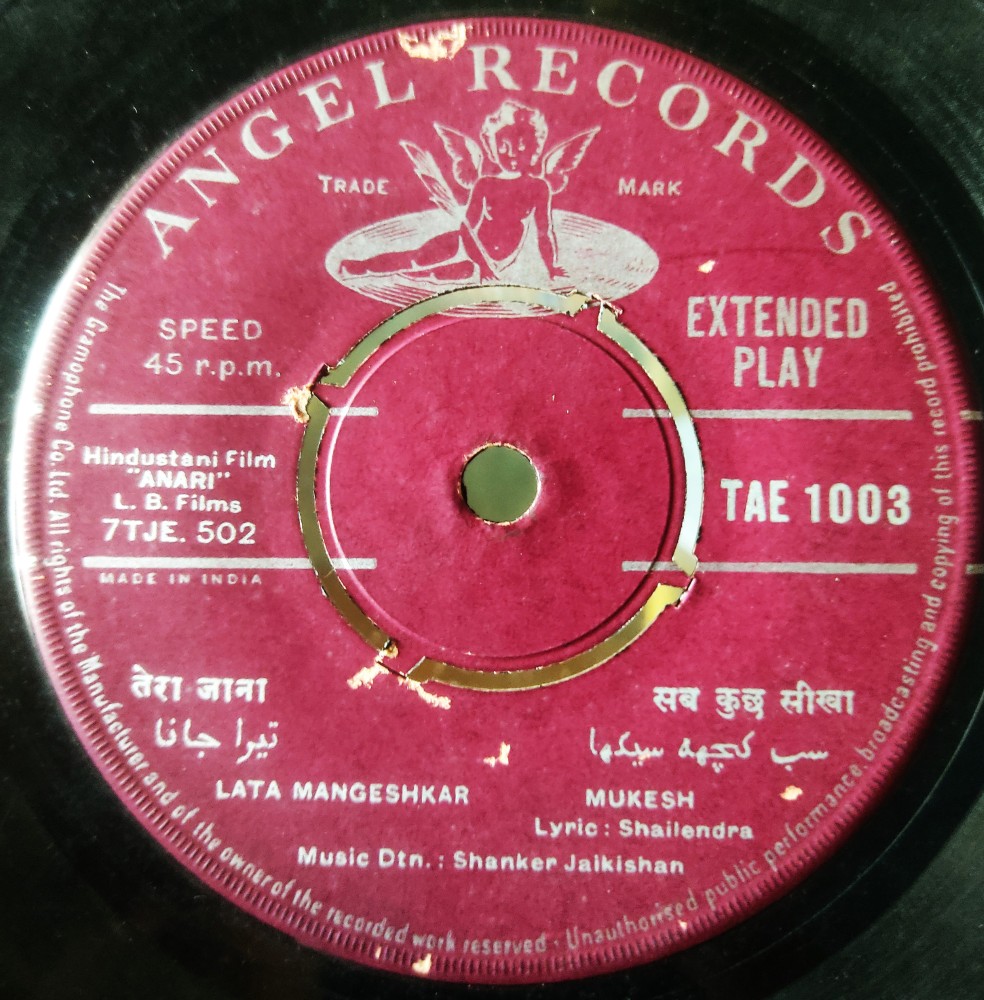 ANGEL RECORDS
TRADE MARK
SPEED
45 r.p.m.
EXTENDED
PLAY
Hindustani Film
"ANARI"
L. B. Films
7TJE. 502
TAE 1003
MADE IN INDIA
तेरा जाना
تیرا جانا
LATA MANGESHKAR
सब कुछ सीखा
سب کچھہ سیکھا
MUKESH
Lyric : Shailendra
Music Dtn. : Shanker Jaikishan
The Gramophone Co. Ltd. All rights of the Manufacturer and of the owner of the recorded work reserved · Unauthorised public performance, broadcasting and copying of this record prohibited